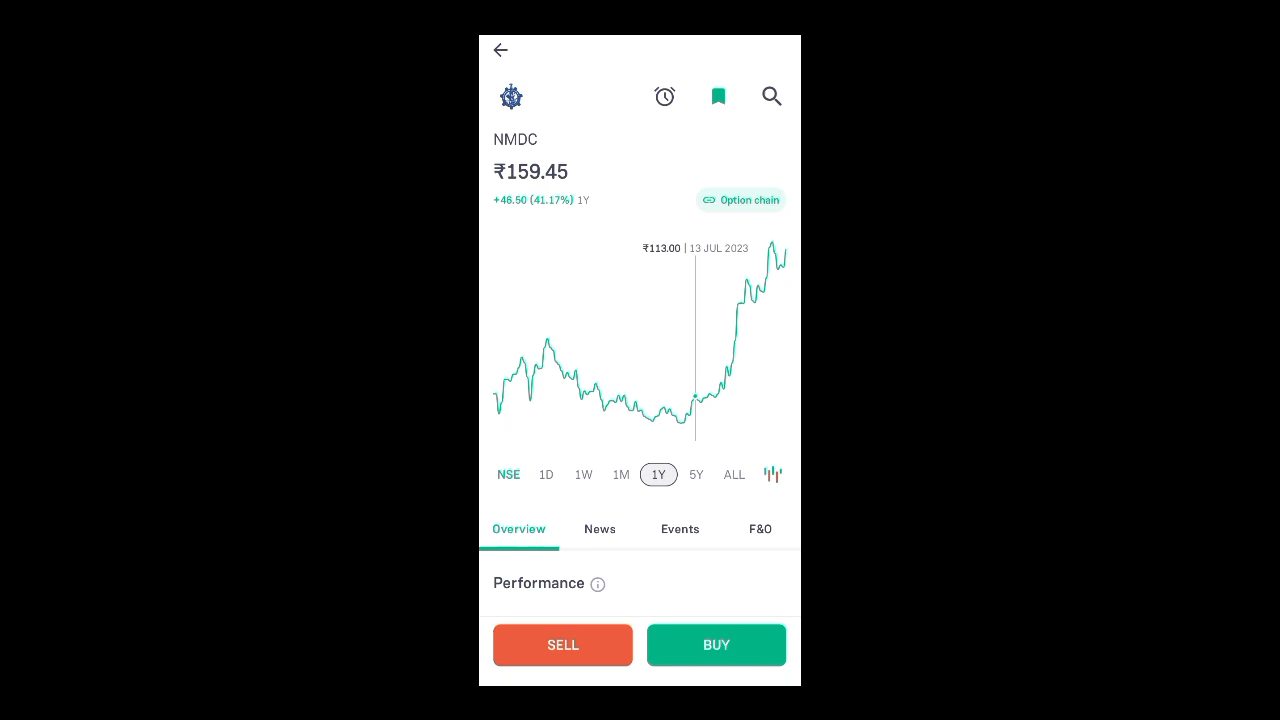 NMDC
₹159.45
+46.50 (41.17%) 1Y
Option chain
₹113.00 | 13 JUL 2023
NSE 1D 1W 1M 1Y 5Y ALL
Overview News Events F&O
Performance
SELL BUY